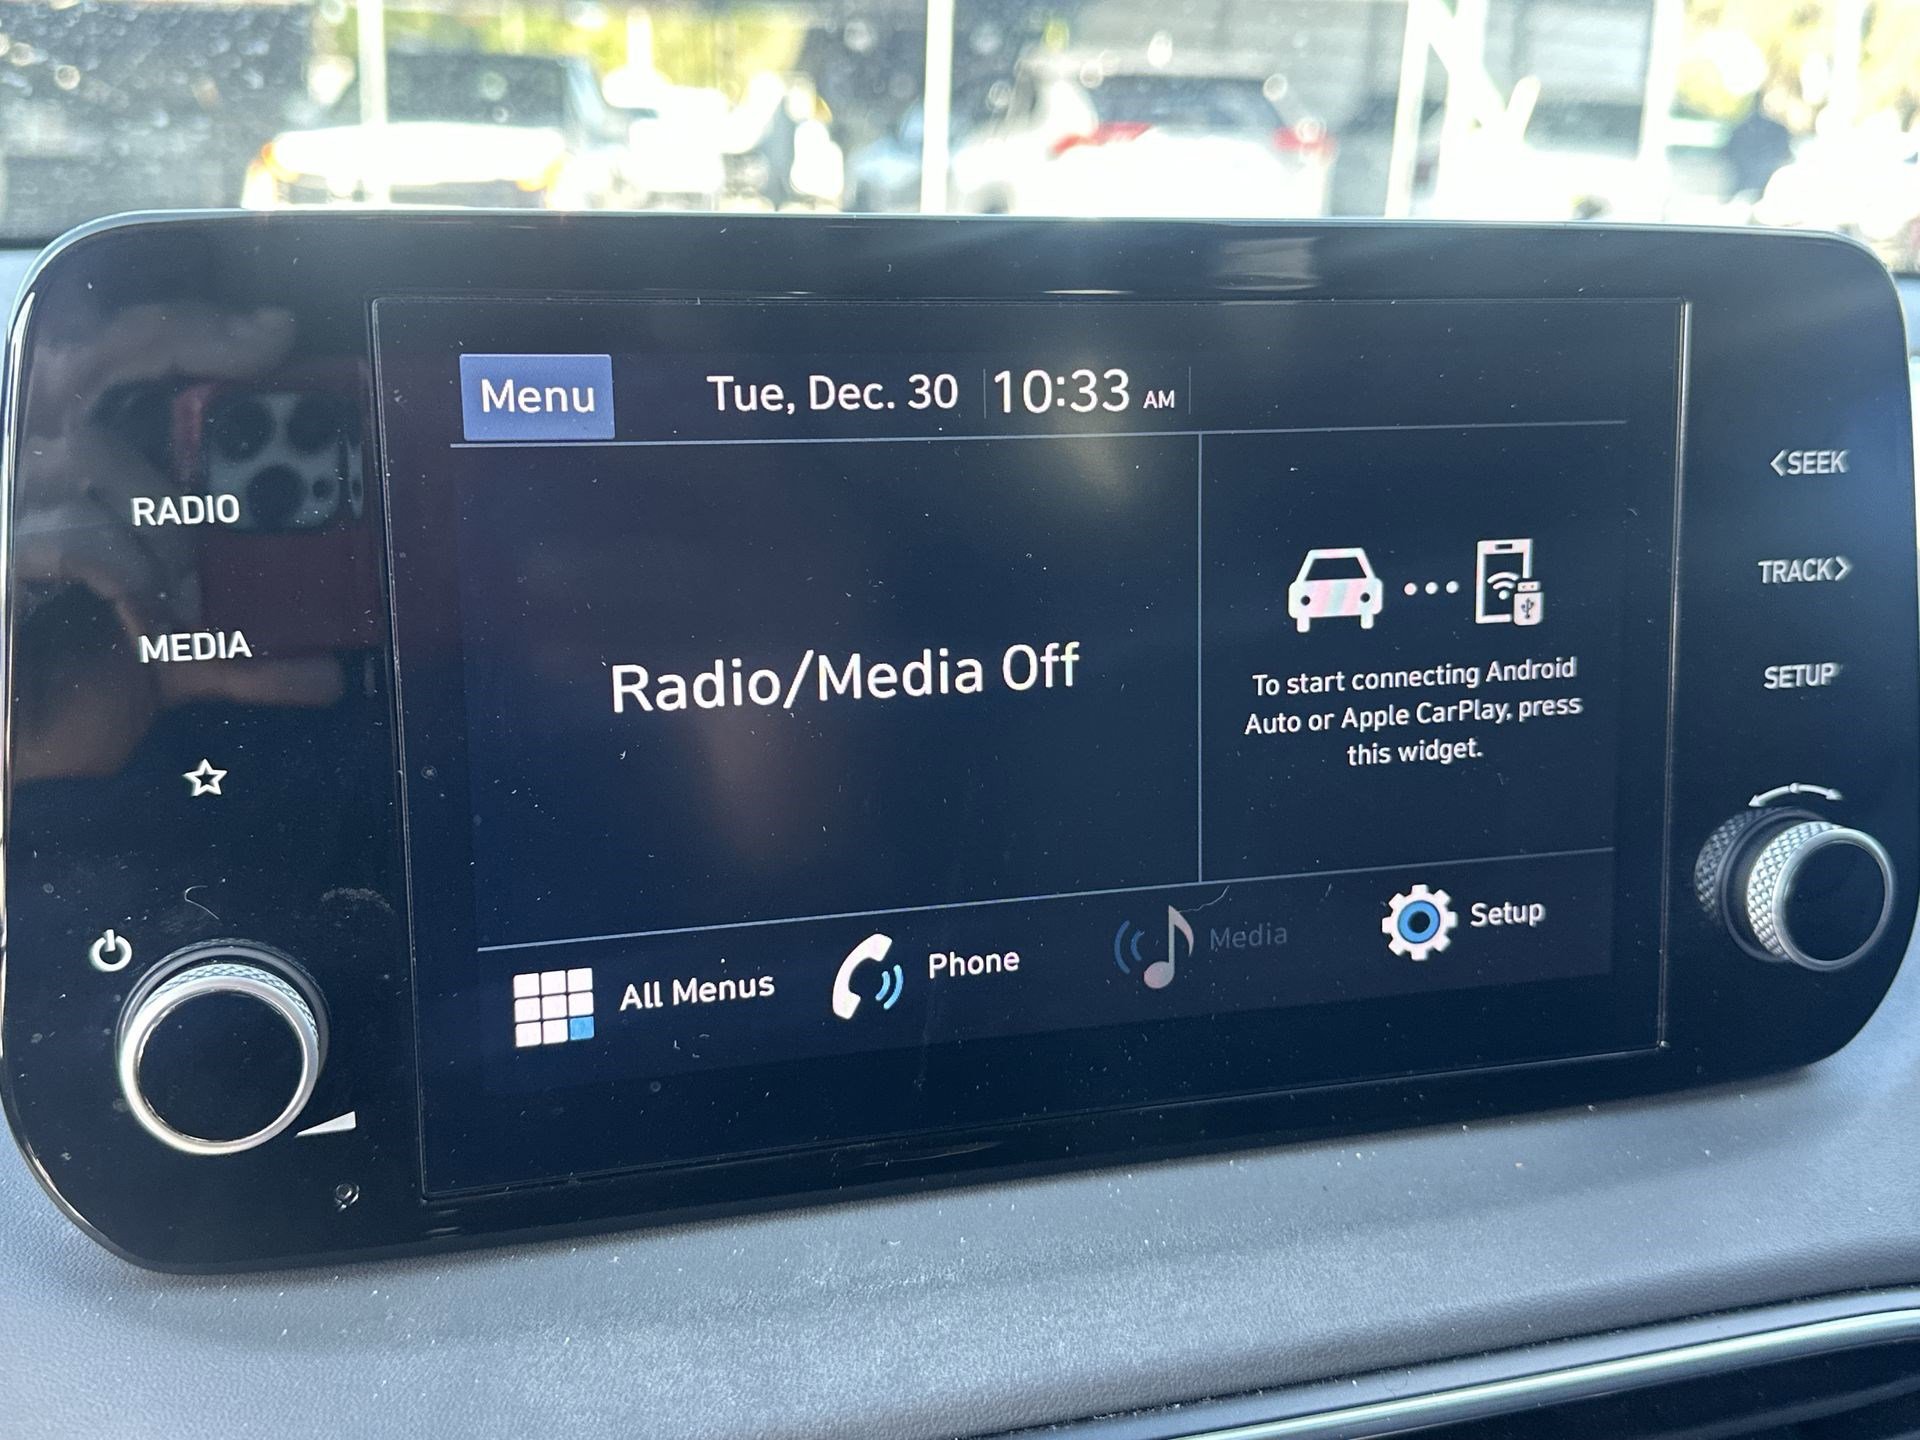 Menu
Tue, Dec. 30
10:33 AM
RADIO
MEDIA
Radio/Media Off
To start connecting Android
Auto or Apple CarPlay, press
this widget.
<SEEK
TRACK>
SETUP
All Menus
Phone
Media
Setup